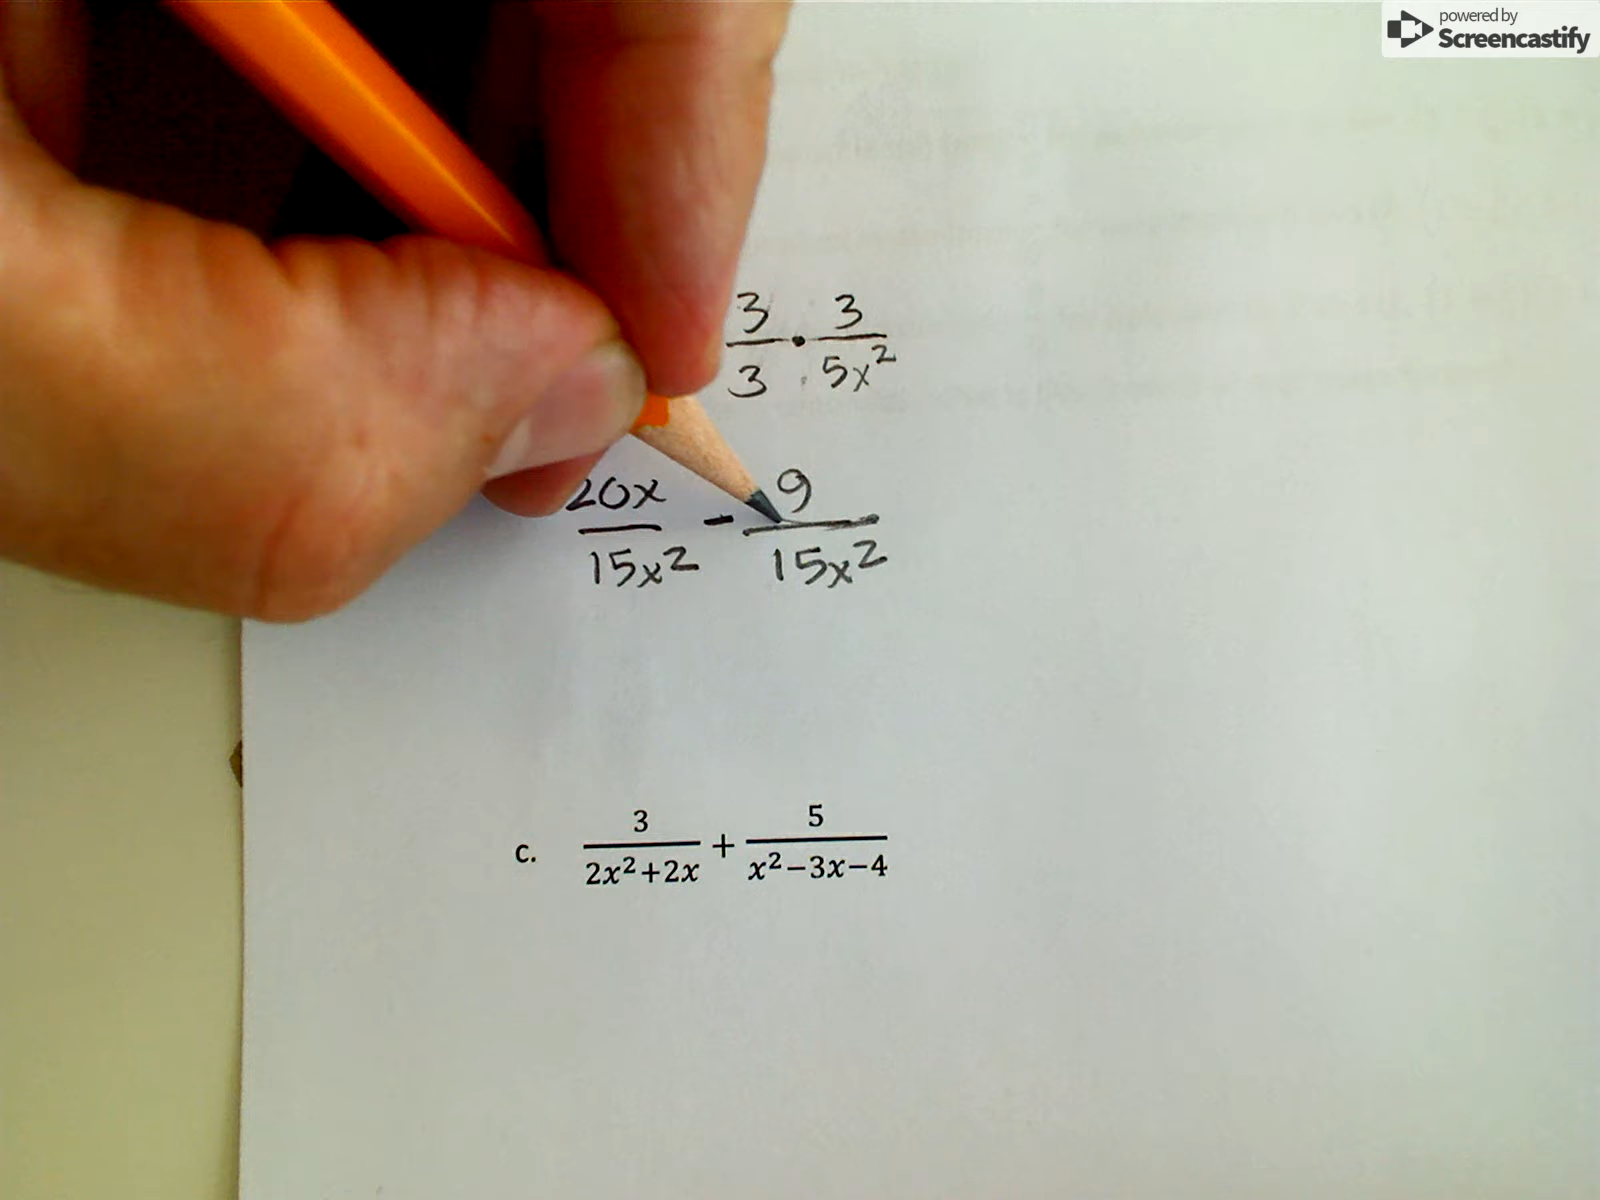 powered by
Screencastify
3/3 · 3/5x²
20x/15x² - 9/15x²
c. 3/2x²+2x + 5/x²−3x−4